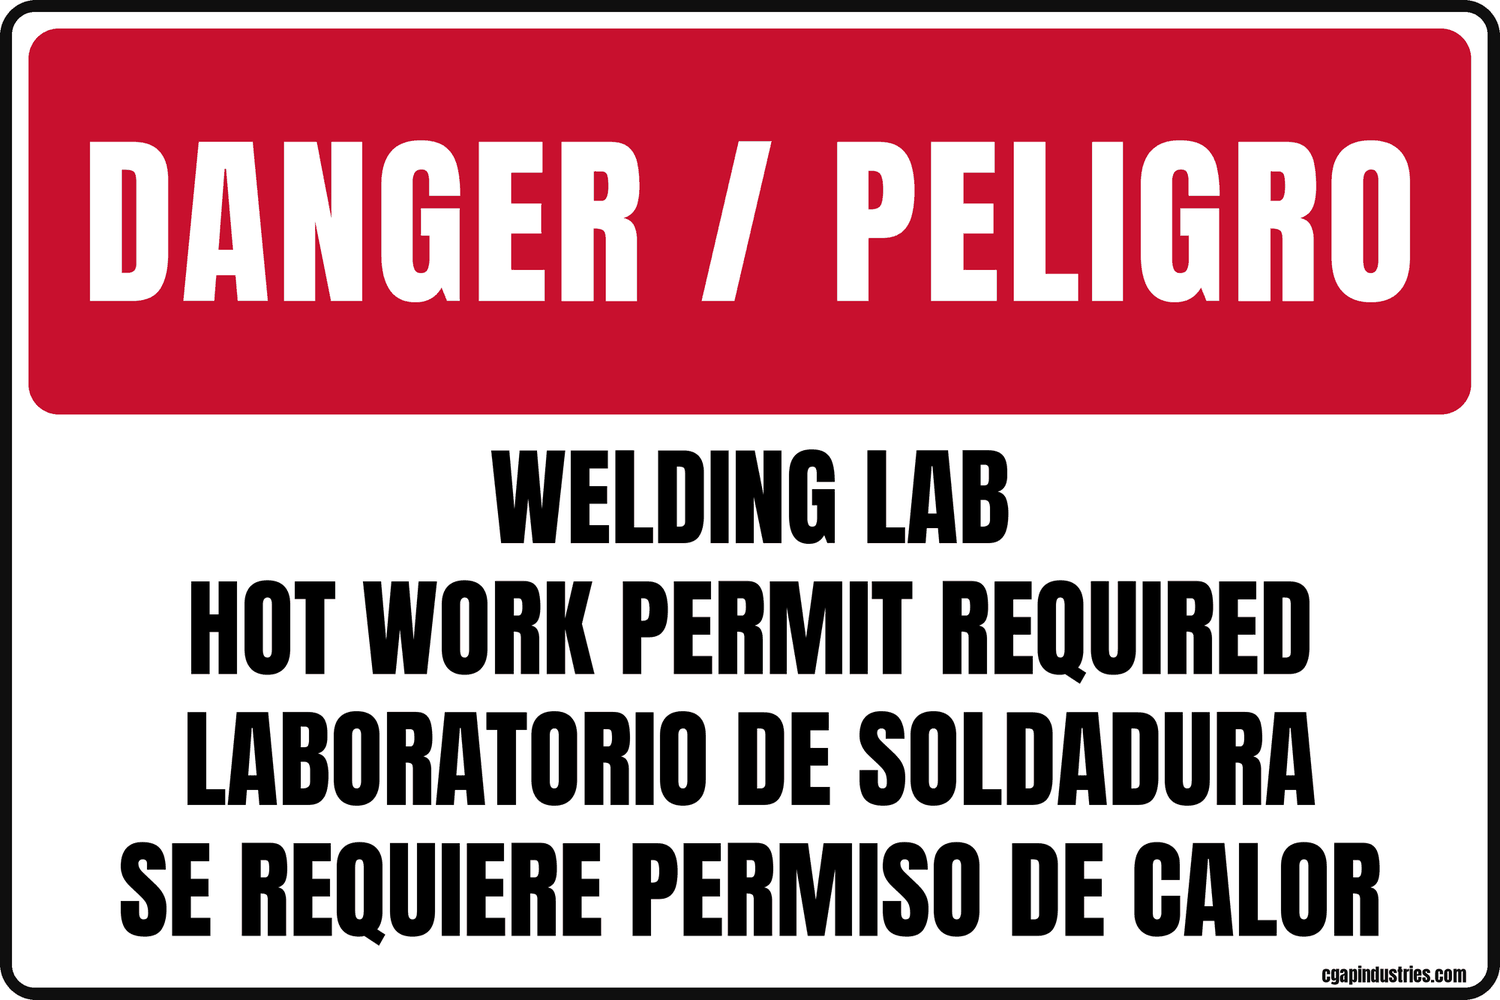 DANGER / PELIGRO
WELDING LAB
HOT WORK PERMIT REQUIRED
LABORATORIO DE SOLDADURA
SE REQUIERE PERMISO DE CALOR
cgapindustries.com